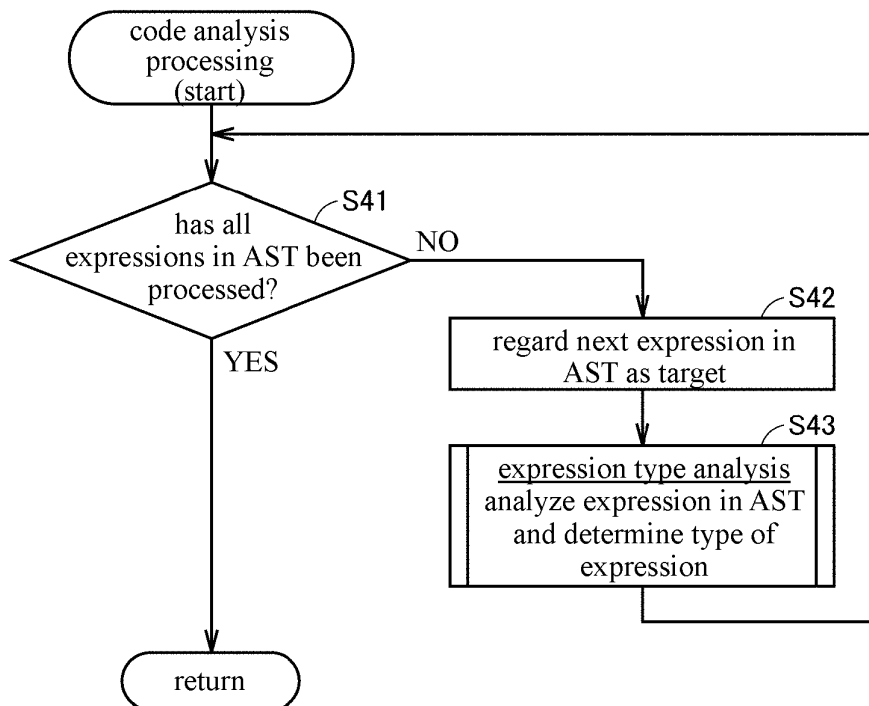 code analysis
processing
(start)
S41
has all
expressions in AST been
processed?
NO
YES
S42
regard next expression in
AST as target
S43
expression type analysis
analyze expression in AST
and determine type of
expression
return